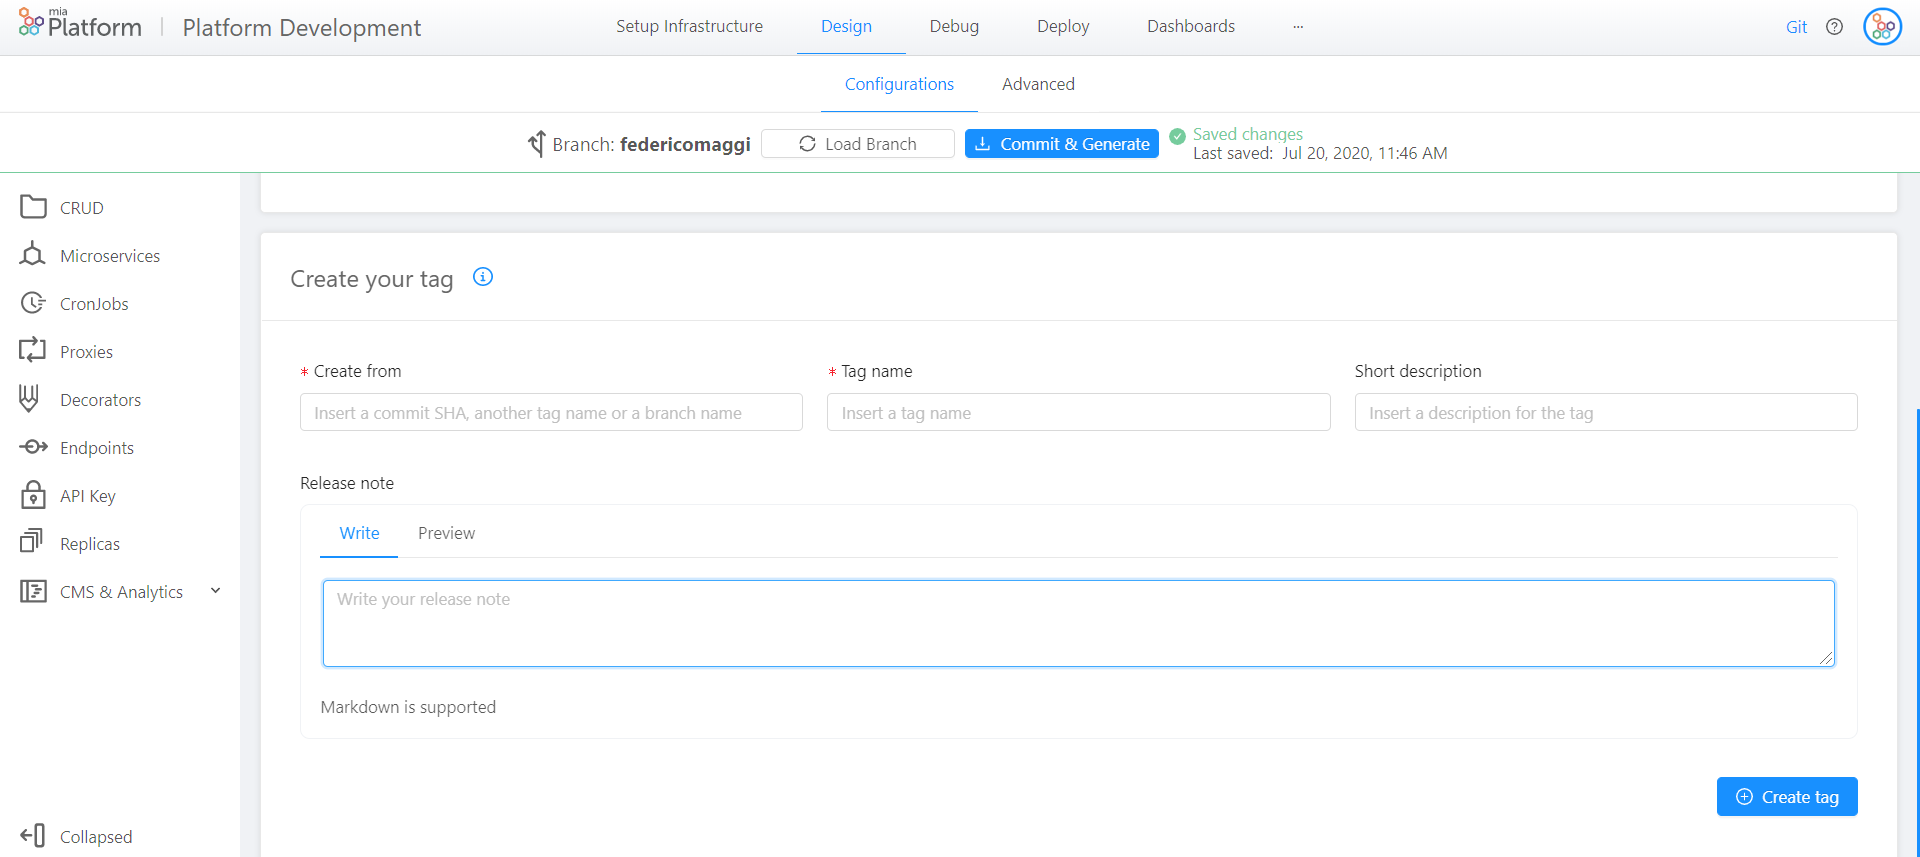 mia
Platform
Platform Development
Setup Infrastructure
Design
Debug
Deploy
Dashboards
...
Git
Configurations
Advanced
Branch: federicomaggi
Load Branch
Commit & Generate
Saved changes
Last saved: Jul 20, 2020, 11:46 AM
CRUD
Microservices
CronJobs
Proxies
Decorators
Endpoints
API Key
Replicas
CMS & Analytics
Collapsed
Create your tag
* Create from
Insert a commit SHA, another tag name or a branch name
* Tag name
Insert a tag name
Short description
Insert a description for the tag
Release note
Write
Preview
Write your release note
Markdown is supported
Create tag